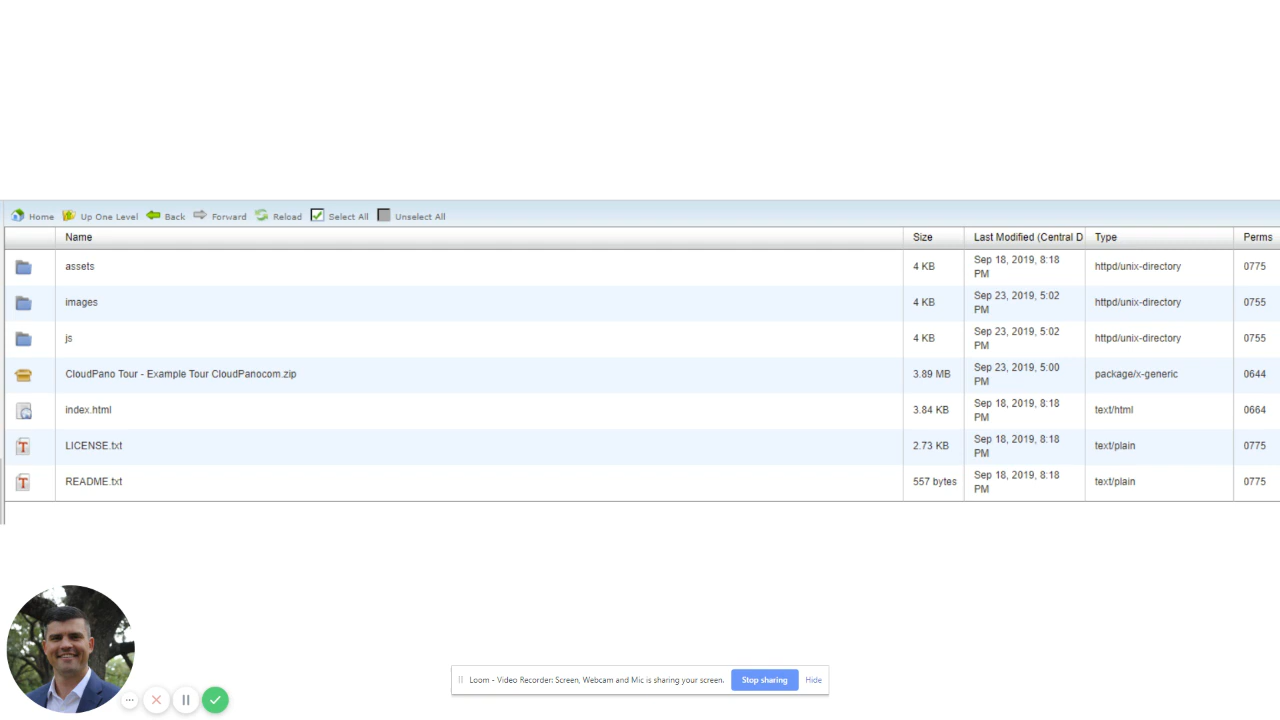 Home Up One Level Back Forward Reload Select All Unselect All
Name Size Last Modified (Central D Type Perms
assets 4 KB Sep 18, 2019, 8:18 PM httpd/unix-directory 0775
images 4 KB Sep 23, 2019, 5:02 PM httpd/unix-directory 0755
js 4 KB Sep 23, 2019, 5:02 PM httpd/unix-directory 0755
CloudPano Tour - Example Tour CloudPanocom.zip 3.89 MB Sep 23, 2019, 5:00 PM package/x-generic 0644
index.html 3.84 KB Sep 18, 2019, 8:18 PM text/html 0664
LICENSE.txt 2.73 KB Sep 18, 2019, 8:18 PM text/plain 0775
README.txt 557 bytes Sep 18, 2019, 8:18 PM text/plain 0775
Loom - Video Recorder: Screen, Webcam and Mic is sharing your screen. Stop sharing Hide